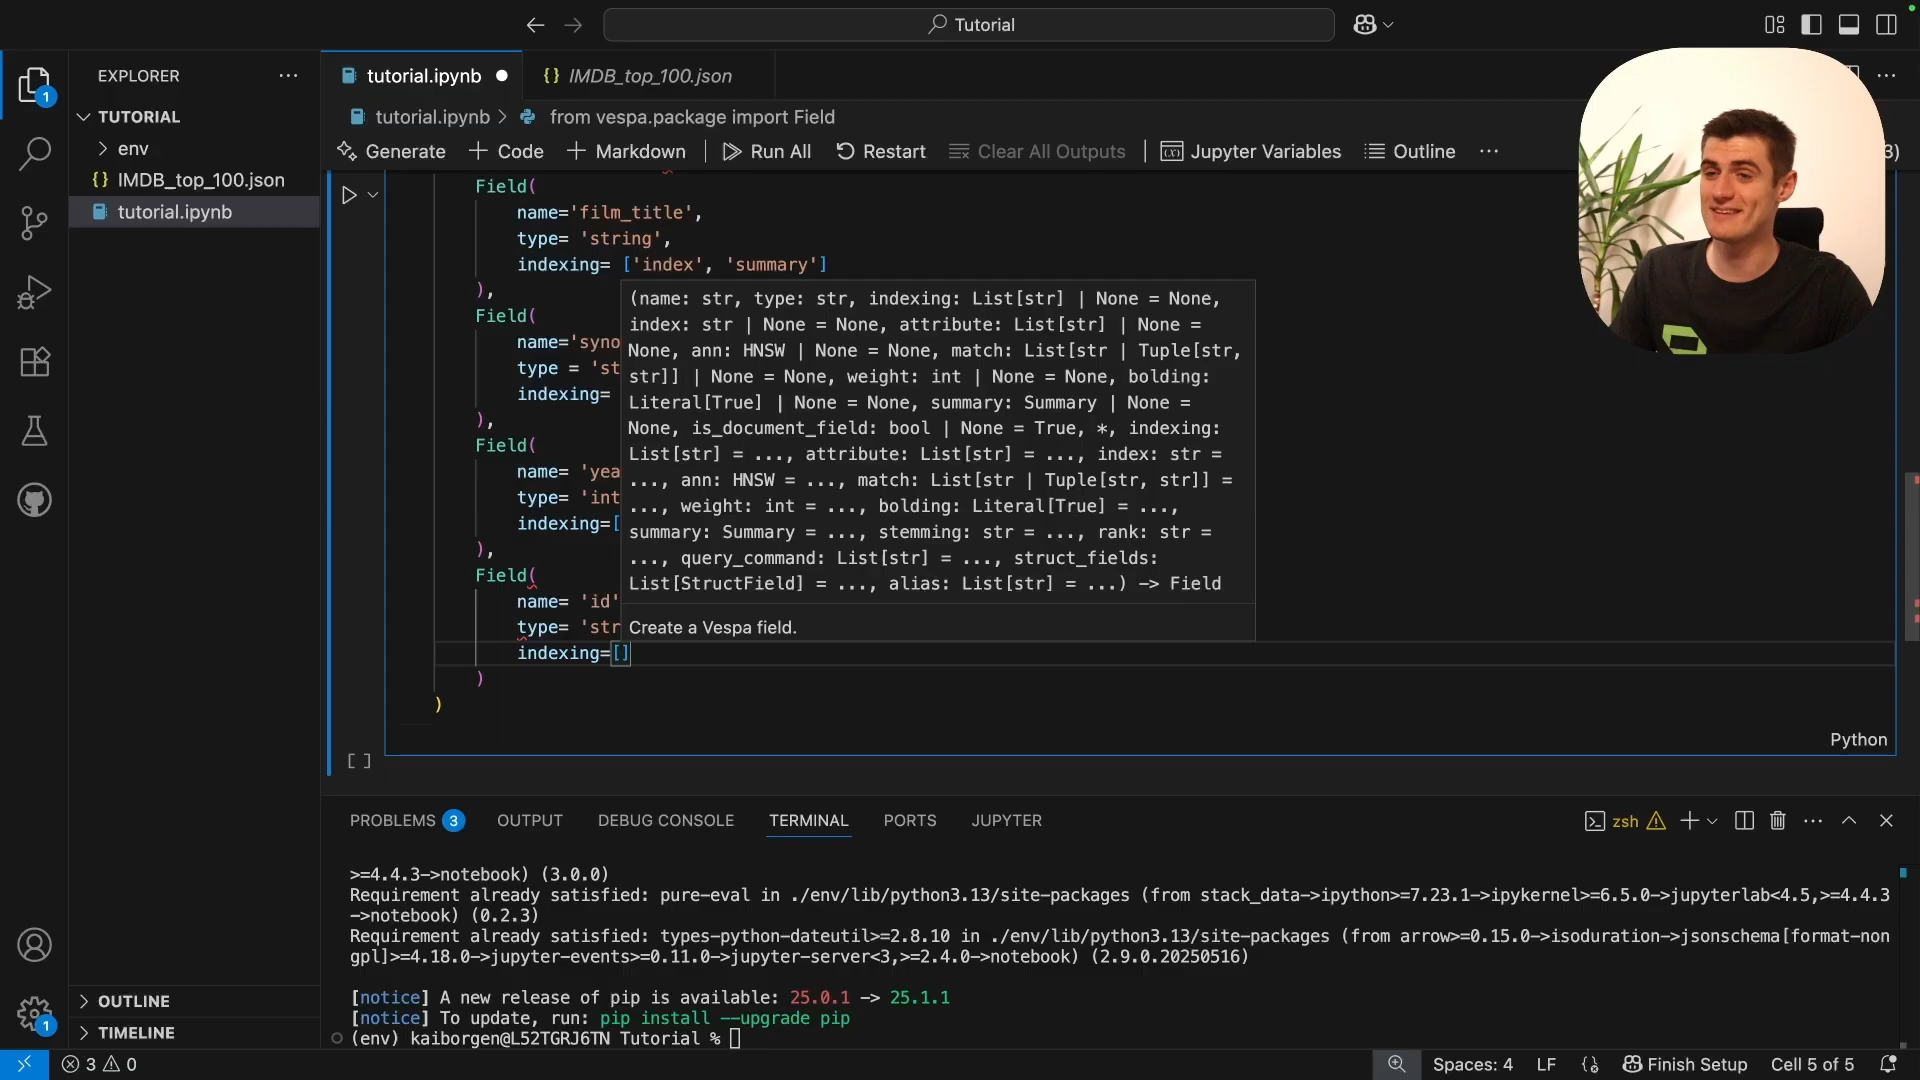 Tutorial
EXPLORER
TUTORIAL
env
IMDB_top_100.json
tutorial.ipynb
OUTLINE
TIMELINE
1
1
tutorial.ipynb
{} IMDB_top_100.json
tutorial.ipynb > from vespa.package import Field
Generate
Code
Markdown
Run All
Restart
Clear All Outputs
Jupyter Variables
Outline
3)
Field(
name='film_title',
type= 'string',
indexing= ['index', 'summary']
),
Field(
name='syno
type = 'st
indexing=
),
Field(
name= 'yea
type= 'int
indexing=[
),
Field(
name= 'id'
type= 'str
indexing=[]
)
)
(name: str, type: str, indexing: List[str] | None = None,
index: str | None = None, attribute: List[str] | None =
None, ann: HNSW | None = None, match: List[str | Tuple[str,
str]] | None = None, weight: int | None = None, bolding:
Literal[True] | None = None, summary: Summary | None =
None, is_document_field: bool | None = True, *, indexing:
List[str] = ..., attribute: List[str] = ..., index: str =
..., ann: HNSW = ..., match: List[str | Tuple[str, str]] =
..., weight: int = ..., bolding: Literal[True] = ...,
summary: Summary = ..., stemming: str = ..., rank: str =
..., query_command: List[str] = ..., struct_fields:
List[StructField] = ..., alias: List[str] = ...) -> Field
Create a Vespa field.
Python
[ ]
PROBLEMS 3
OUTPUT
DEBUG CONSOLE
TERMINAL
PORTS
JUPYTER
zsh
>=4.4.3->notebook) (3.0.0)
Requirement already satisfied: pure-eval in ./env/lib/python3.13/site-packages (from stack_data->ipython>=7.23.1->ipykernel>=6.5.0->jupyterlab<4.5,>=4.4.3
->notebook) (0.2.3)
Requirement already satisfied: types-python-dateutil>=2.8.10 in ./env/lib/python3.13/site-packages (from arrow>=0.15.0->isoduration->jsonschema[format-non
gpl]>=4.18.0->jupyter-events>=0.11.0->jupyter-server<3,>=2.4.0->notebook) (2.9.0.20250516)
[notice] A new release of pip is available: 25.0.1 -> 25.1.1
[notice] To update, run: pip install --upgrade pip
(env) kaiborgen@L52TGRJ6TN Tutorial %
3
0
Spaces: 4
LF
Finish Setup
Cell 5 of 5